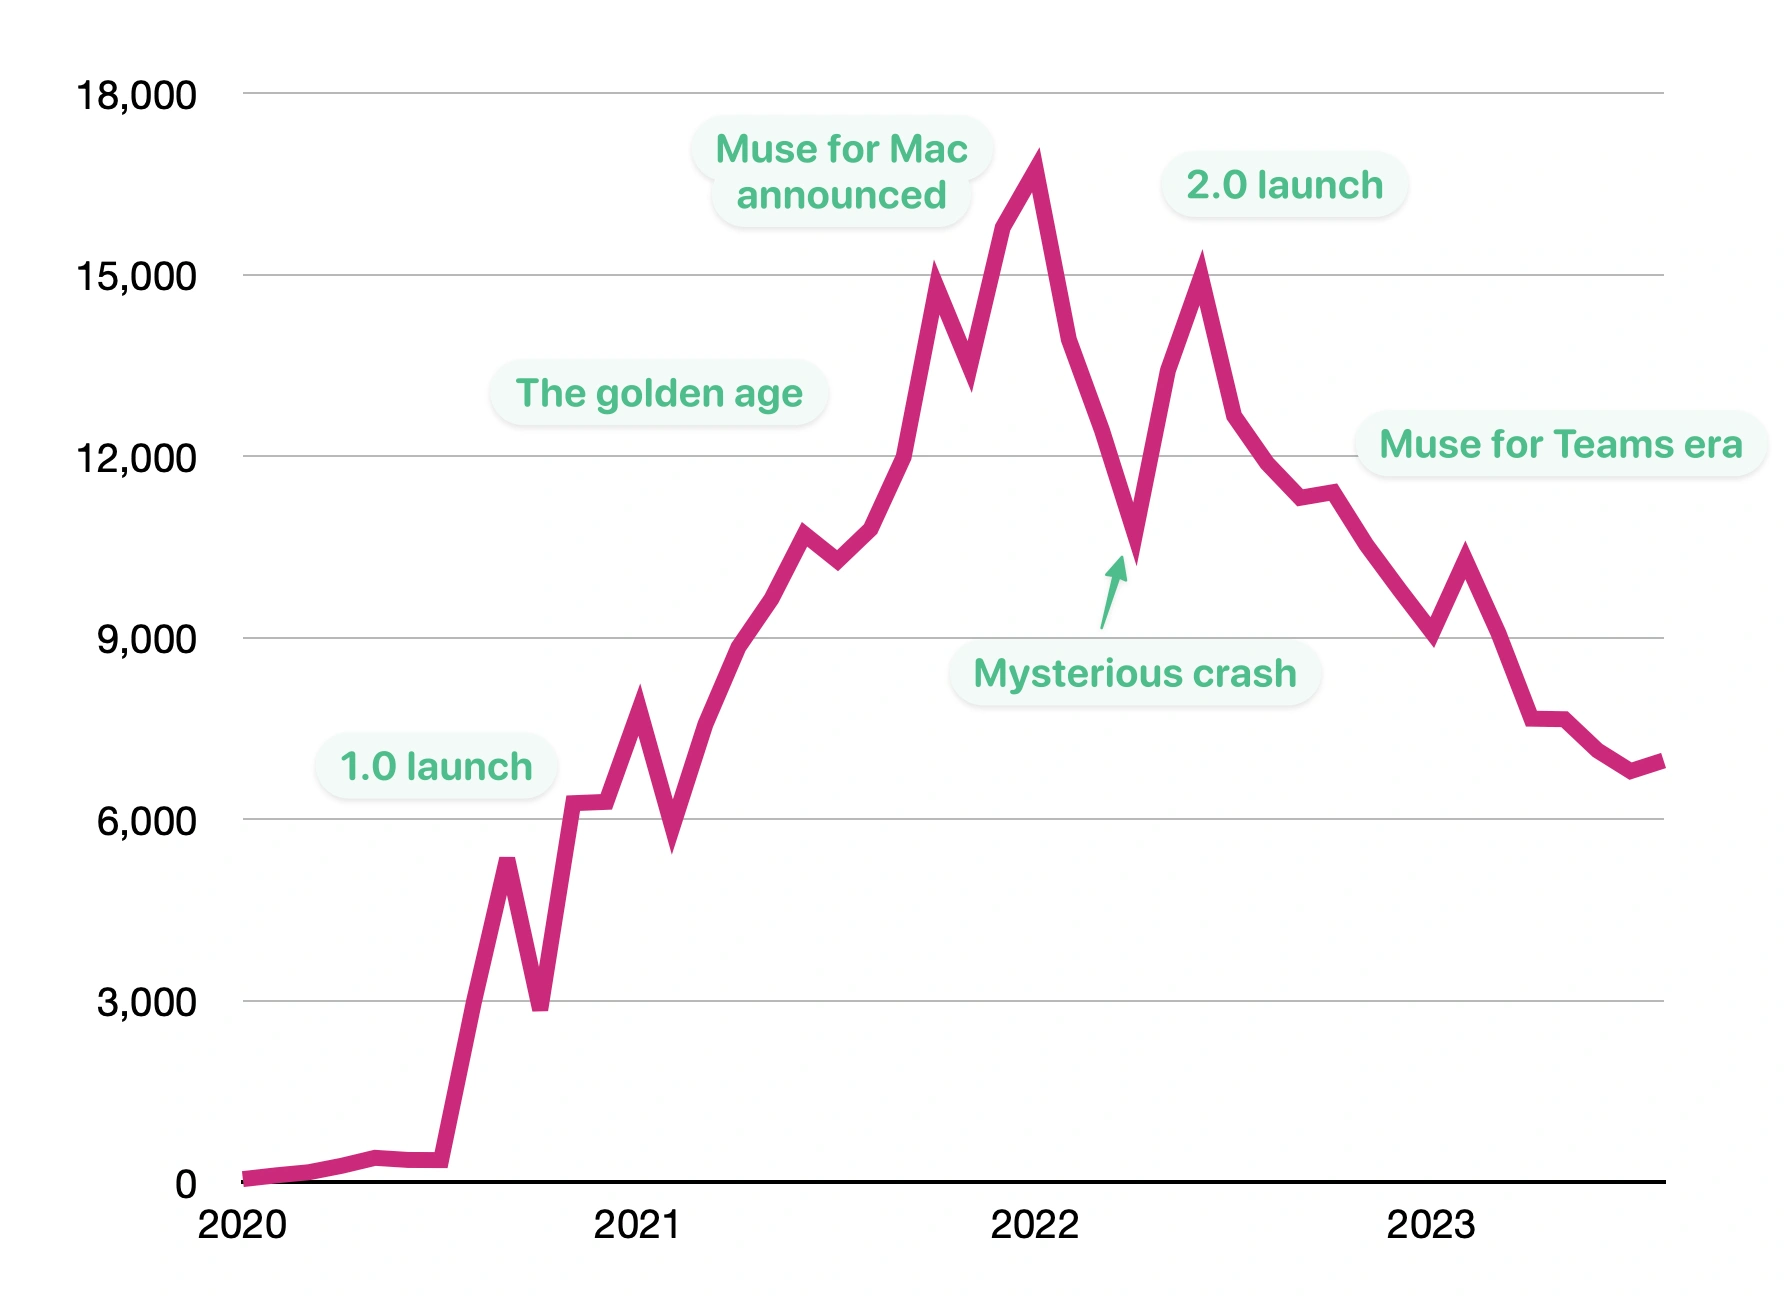 18,000
Muse for Mac
announced
2.0 launch
15,000
The golden age
12,000
Muse for Teams era
9,000
Mysterious crash
1.0 launch
6,000
3,000
0
2020
2021
2022
2023